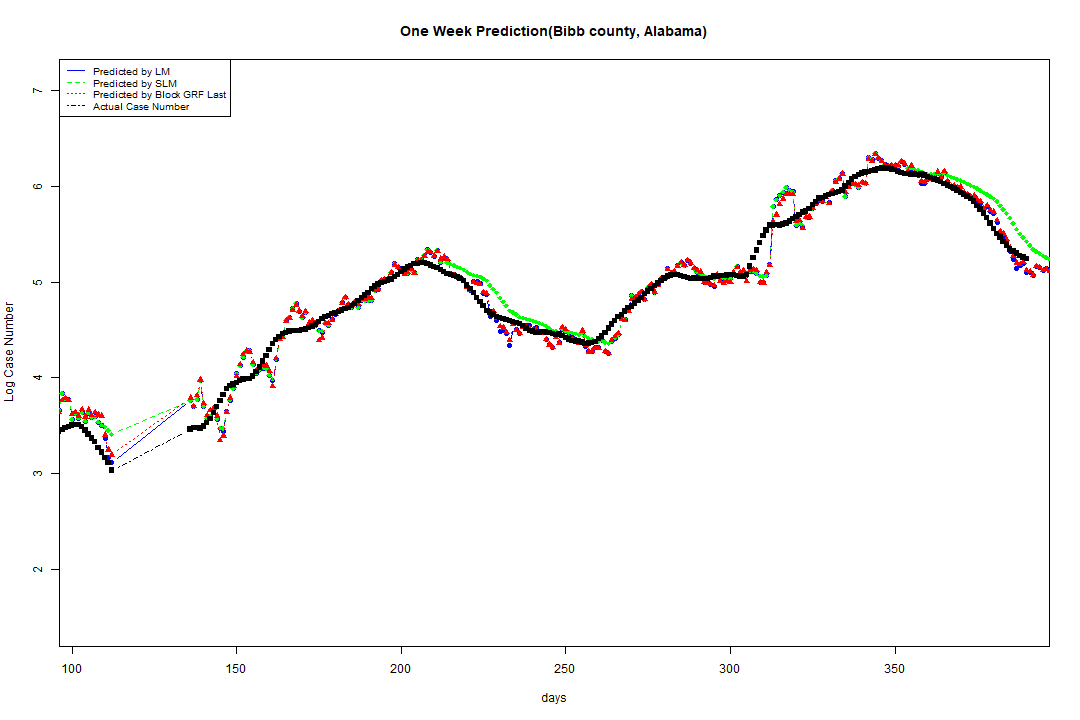 One Week Prediction(Bibb county, Alabama)
Predicted by LM
Predicted by SLM
Predicted by Block GRF Last
Actual Case Number
7
6
5
4
3
2
Log Case Number
100 150 200 250 300 350
days